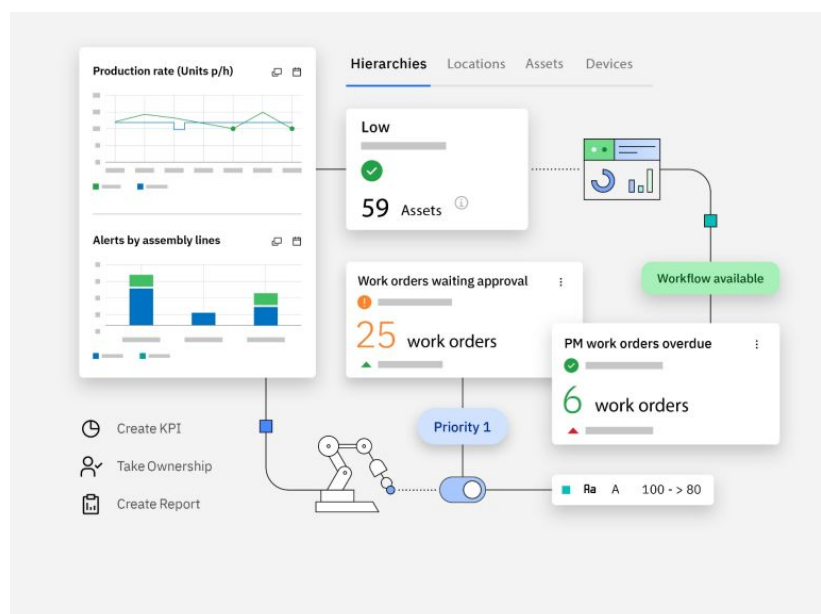 Production rate (Units p/h)
Alerts by assembly lines
Create KPI
Take Ownership
Create Report
Hierarchies Locations Assets Devices
Low
59 Assets
Work orders waiting approval
25 work orders
Priority 1
Workflow available
PM work orders overdue
6 work orders
Aa A 100 - > 80